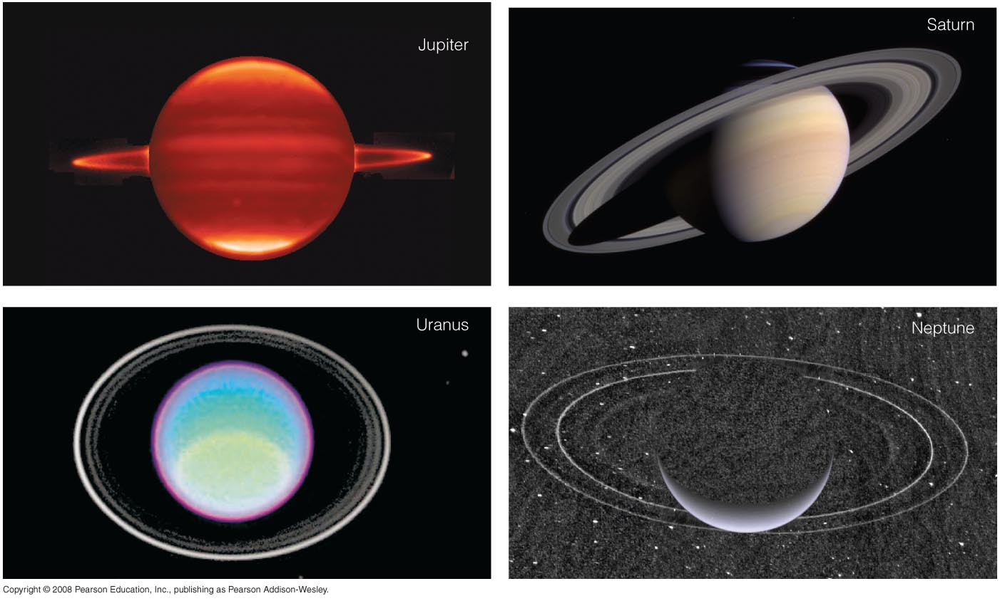 Jupiter
Saturn
Uranus
Neptune
Copyright © 2008 Pearson Education, Inc., publishing as Pearson Addison-Wesley.